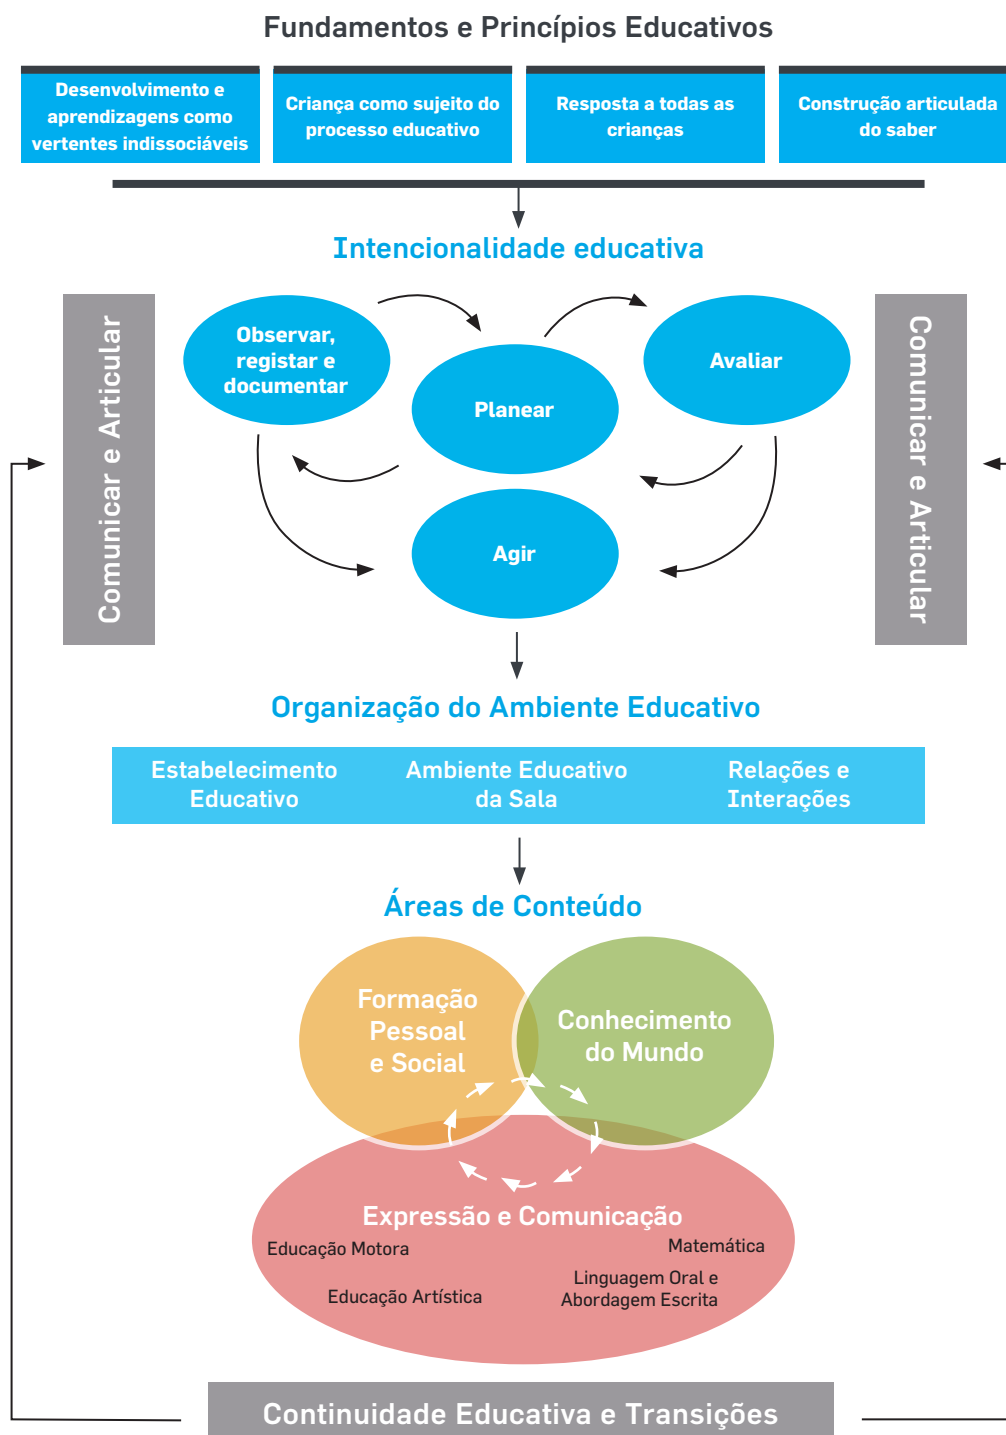 Fundamentos e Princípios Educativos
Desenvolvimento e
aprendizagens como
vertentes indissociáveis
Criança como sujeito do
processo educativo
Resposta a todas as
crianças
Construção articulada
do saber
Intencionalidade educativa
Comunicar e Articular
Observar,
registar e
documentar
Planear
Avaliar
Agir
Comunicar e Articular
Organização do Ambiente Educativo
Estabelecimento
Educativo
Ambiente Educativo
da Sala
Relações e
Interações
Áreas de Conteúdo
Formação
Pessoal
e Social
Conhecimento
do Mundo
Expressão e Comunicação
Educação Motora
Matemática
Educação Artística
Linguagem Oral e
Abordagem Escrita
Continuidade Educativa e Transições